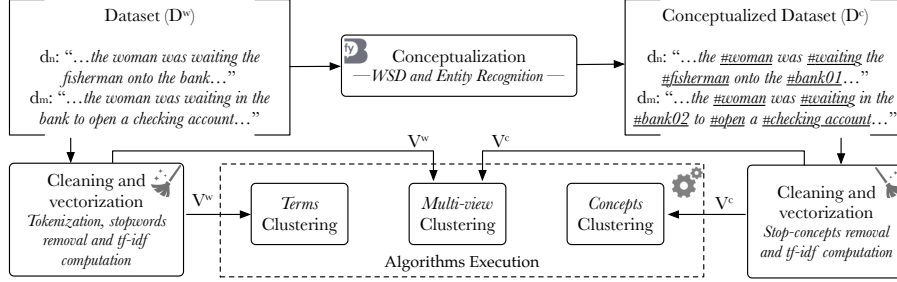 Dataset (Dʷ)
dn: “…the woman was waiting the
fisherman onto the bank…”
dm: “…the woman was waiting in the
bank to open a checking account…”
fy
Conceptualization
—WSD and Entity Recognition—
Conceptualized Dataset (Dᶜ)
dn: “…the #woman was #waiting the
#fisherman onto the #bank01…”
dm: “…the #woman was #waiting in the
#bank02 to #open a #checking account…”
Vʷ
Vᶜ
Cleaning and
vectorization
Tokenization, stopwords
removal and tf-idf
computation
Vʷ
Terms
Clustering
Multi-view
Clustering
Concepts
Clustering
Vᶜ
Cleaning and
vectorization
Stop-concepts removal
and tf-idf computation
Algorithms Execution